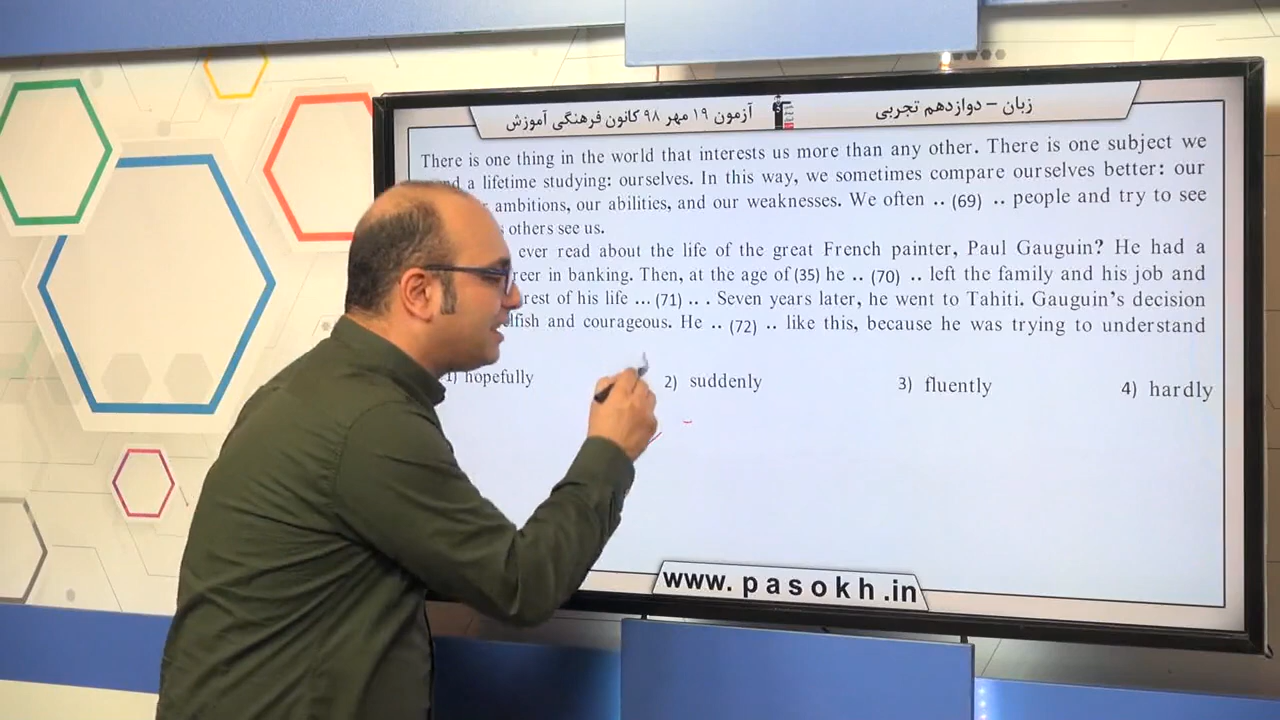 زبان - دوازدهم تجربی
آزمون ۱۹ مهر ۹۸ کانون فرهنگی آموزش
There is one thing in the world that interests us more than any other. There is one subject we
a lifetime studying: ourselves. In this way, we sometimes compare ourselves better: our
ambitions, our abilities, and our weaknesses. We often .. (69) .. people and try to see
others see us.
ever read about the life of the great French painter, Paul Gauguin? He had a
in banking. Then, at the age of (35) he .. (70) .. left the family and his job and
rest of his life ... (71) .. . Seven years later, he went to Tahiti. Gauguin's decision
and courageous. He .. (72) .. like this, because he was trying to understand
1) hopefully 2) suddenly 3) fluently 4) hardly
www. pasokh.in